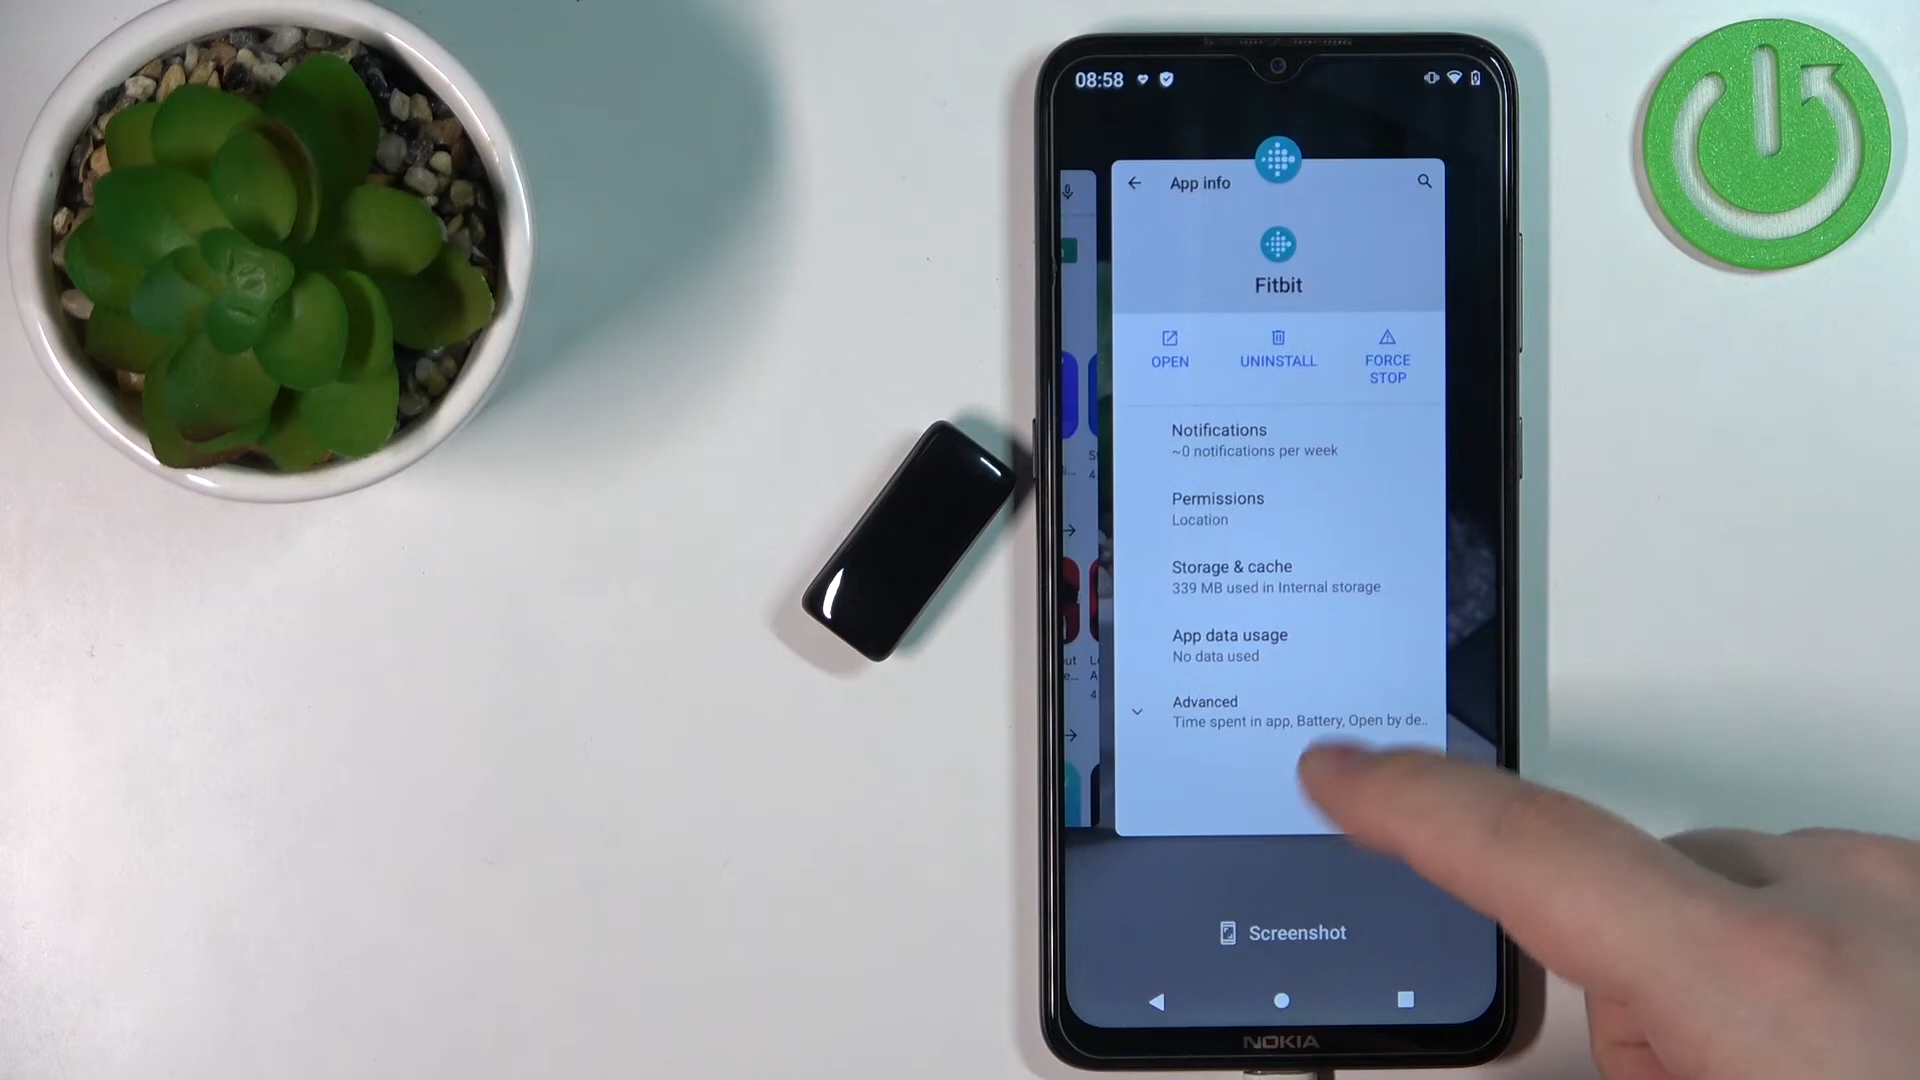 08:58
App info
Fitbit
OPEN
UNINSTALL
FORCE
STOP
Notifications
~0 notifications per week
Permissions
Location
Storage & cache
339 MB used in Internal storage
App data usage
No data used
Advanced
Time spent in app, Battery, Open by de..
Screenshot
NOKIA